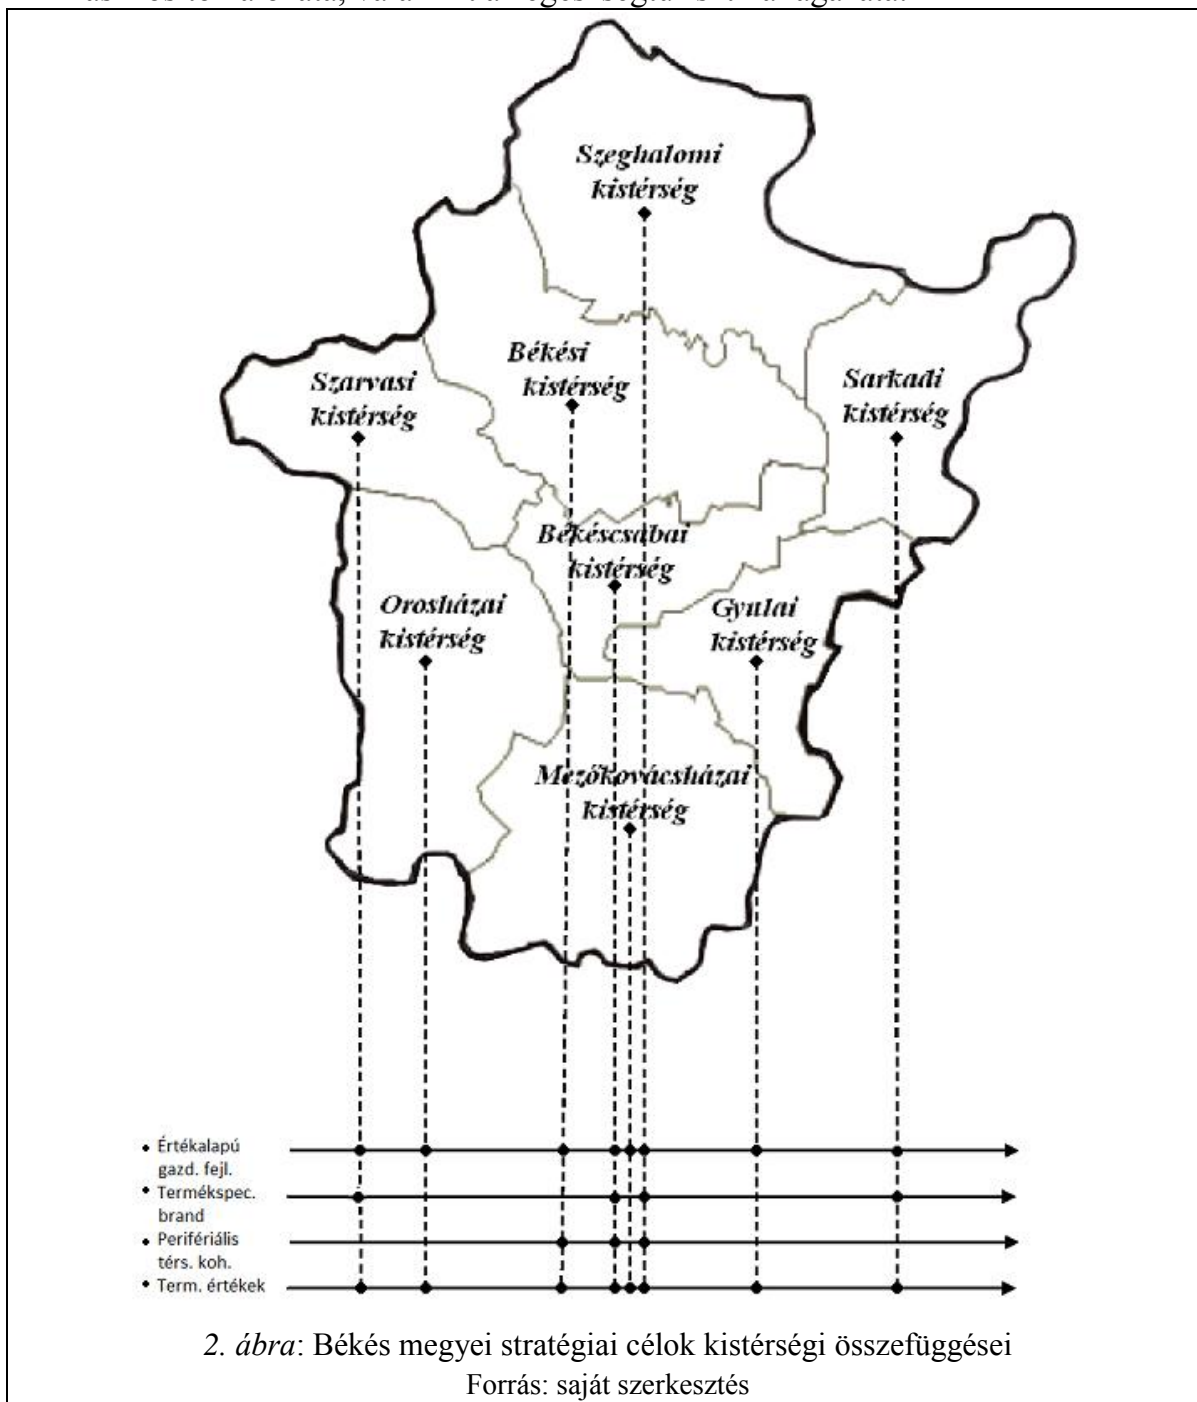 Szeghalomi
kistérség
Békési
kistérség
Szarvasi
kistérség
Sarkadi
kistérség
Békéscsabai
kistérség
Orosházai
kistérség
Gyulai
kistérség
Mezőkovácsházai
kistérség
• Értékalapú
gazd. fejl.
• Termékspec.
brand
• Perifériális
térs. koh.
• Term. értékek
2. ábra: Békés megyei stratégiai célok kistérségi összefüggései
Forrás: saját szerkesztés